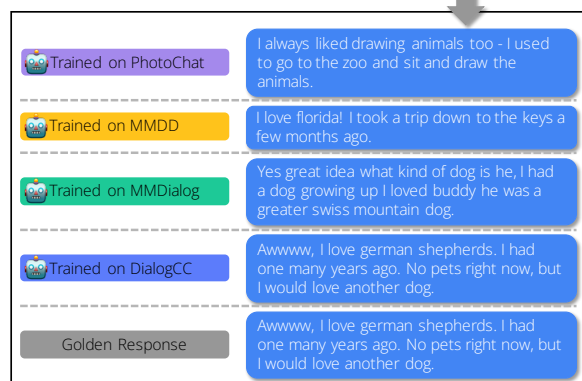 Trained on PhotoChat
I always liked drawing animals too - I used
to go to the zoo and sit and draw the
animals.
Trained on MMDD
I love florida! I took a trip down to the keys a
few months ago.
Trained on MMDialog
Yes great idea what kind of dog is he, I had
a dog growing up I loved buddy he was a
greater swiss mountain dog.
Trained on DialogCC
Awwww, I love german shepherds. I had
one many years ago. No pets right now, but
I would love another dog.
Golden Response
Awwww, I love german shepherds. I had
one many years ago. No pets right now, but
I would love another dog.